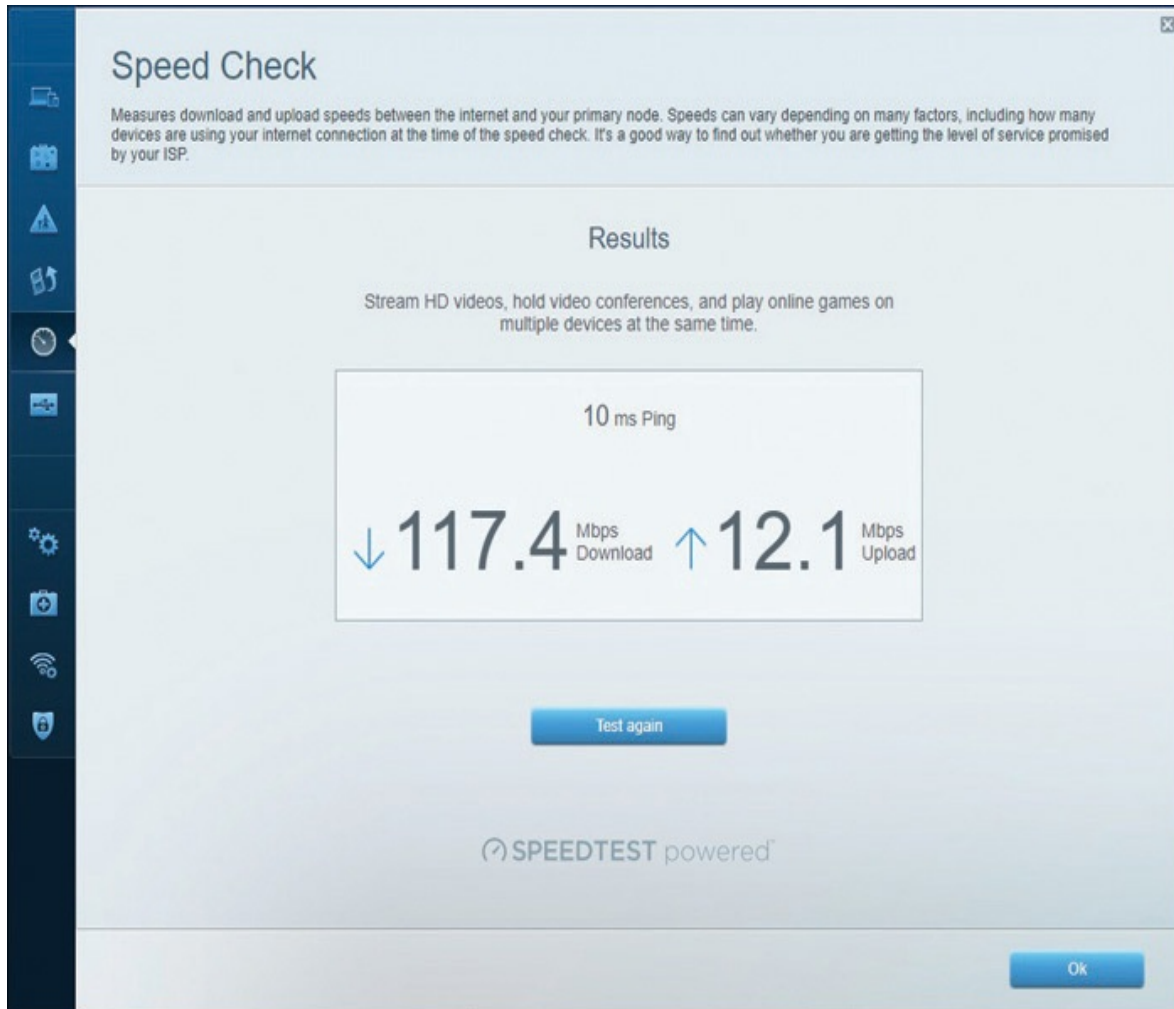 Speed Check
Measures download and upload speeds between the internet and your primary node. Speeds can vary depending on many factors, including how many
devices are using your internet connection at the time of the speed check. It's a good way to find out whether you are getting the level of service promised
by your ISP.
Results
Stream HD videos, hold video conferences, and play online games on
multiple devices at the same time.
10 ms Ping
117.4 Mbps Download 12.1 Mbps Upload
Test again
SPEEDTEST powered™
Ok